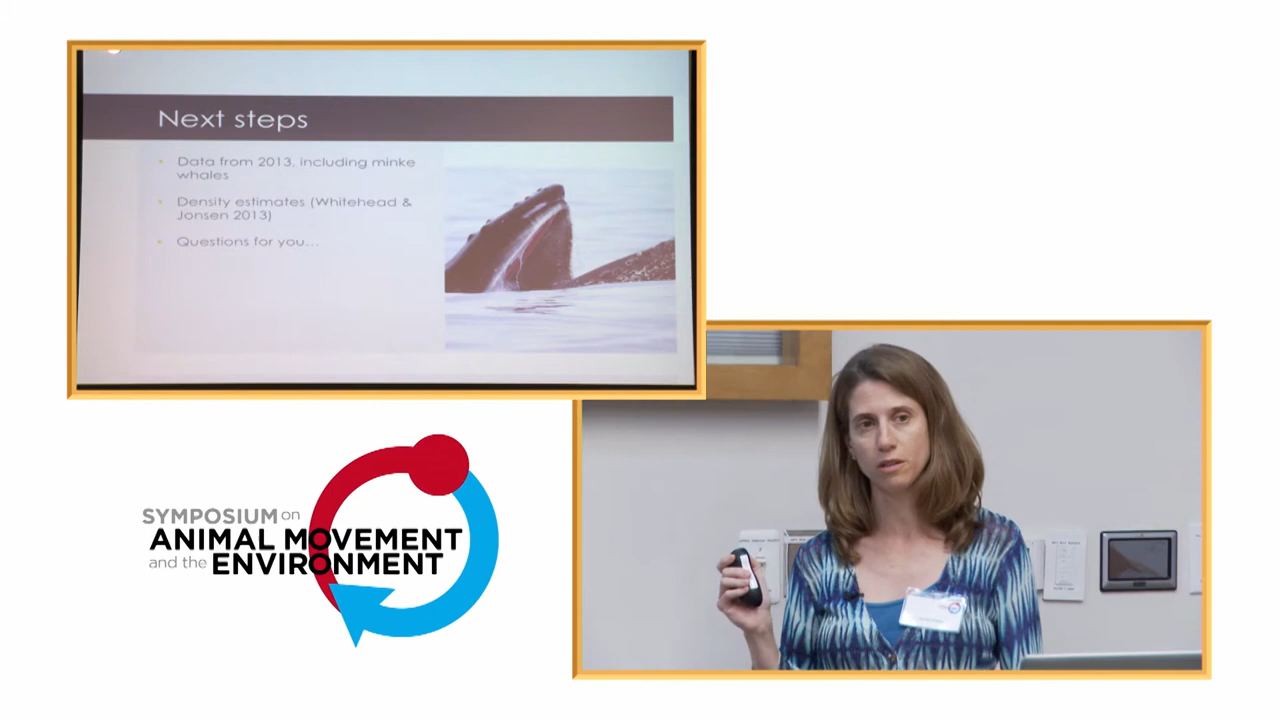 Next steps
• Data from 2013, including minke
whales
• Density estimates (Whitehead &
Jonsen 2013)
• Questions for you...
SYMPOSIUM on
ANIMAL MOVEMENT
and the ENVIRONMENT